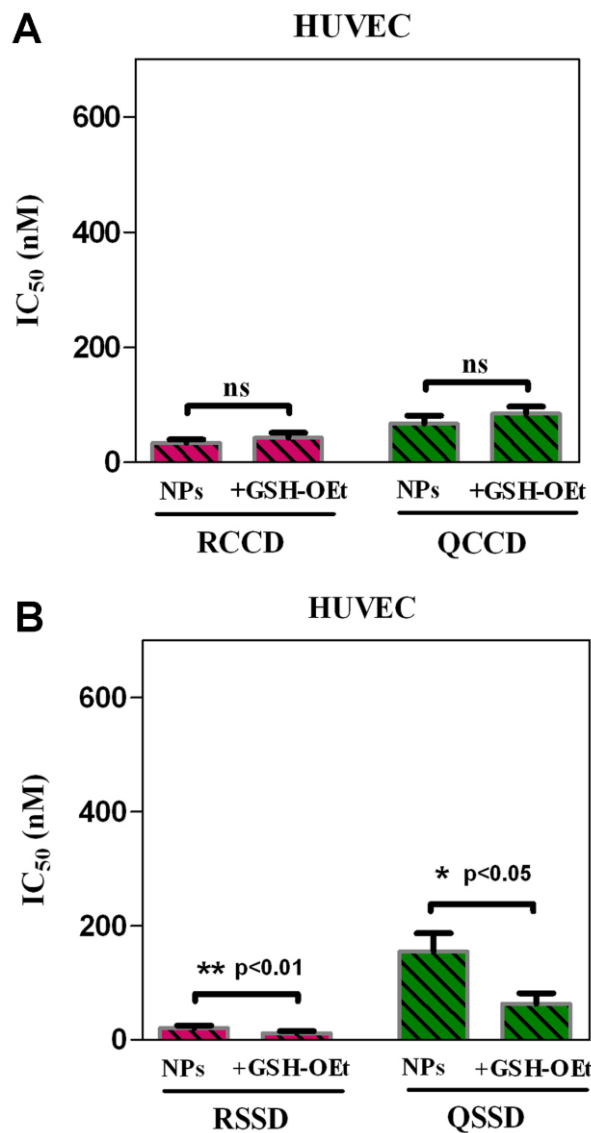 A
HUVEC
IC50 (nM)
600
400
200
0
ns
ns
NPs +GSH-OEt NPs +GSH-OEt
RCCD QCCD
B
HUVEC
IC50 (nM)
600
400
200
0
* p<0.05
** p<0.01
NPs +GSH-OEt NPs +GSH-OEt
RSSD QSSD